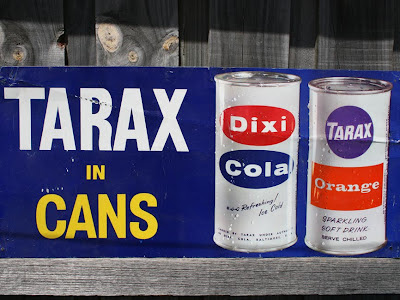 TARAX
IN
CANS
Dixi
Cola
Refreshing!
Ice Cold
TARAX
Orange
SPARKLING
SOFT DRINK
SERVE CHILLED